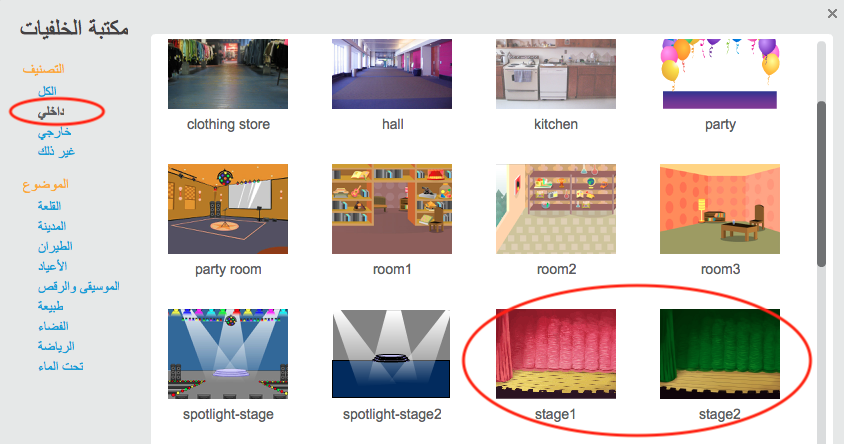 مكتبة الخلفيات
التصنيف
الكل
داخلي
خارجي
غير ذلك
الموضوع
القلعة
المدينة
الطيران
الأعياد
الموسيقى والرقص
طبيعة
الفضاء
الرياضة
تحت الماء
clothing store
hall
kitchen
party
party room
room1
room2
room3
spotlight-stage
spotlight-stage2
stage1
stage2